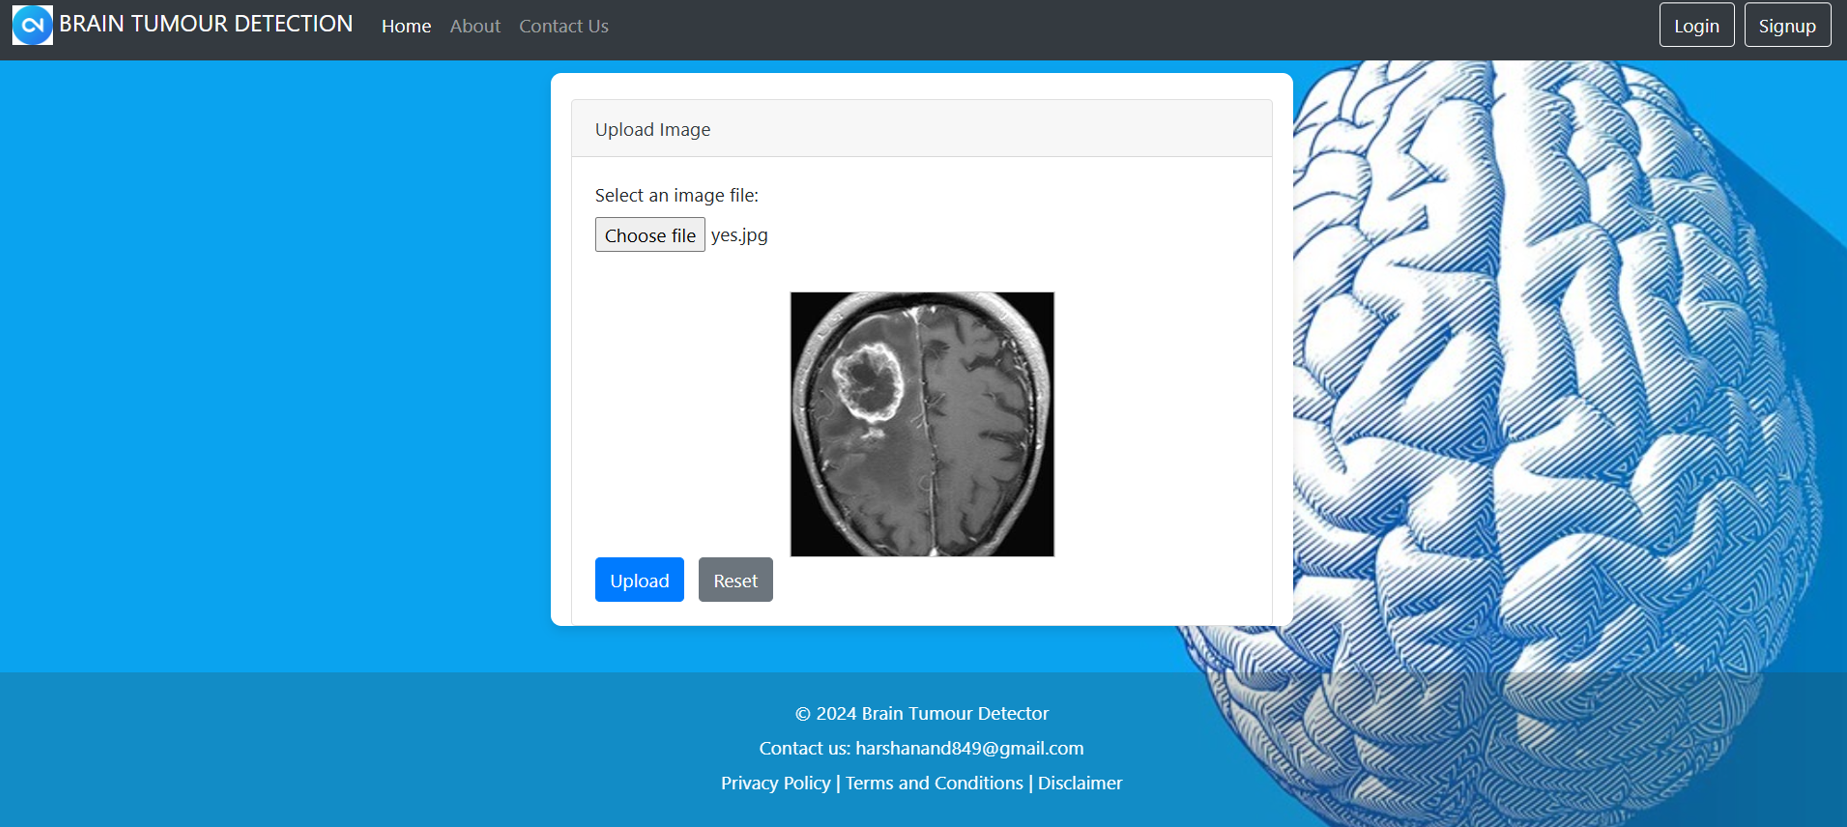 BRAIN TUMOUR DETECTION Home About Contact Us Login Signup
Upload Image
Select an image file:
Choose file yes.jpg
Upload Reset
© 2024 Brain Tumour Detector
Contact us: harshanand849@gmail.com
Privacy Policy | Terms and Conditions | Disclaimer